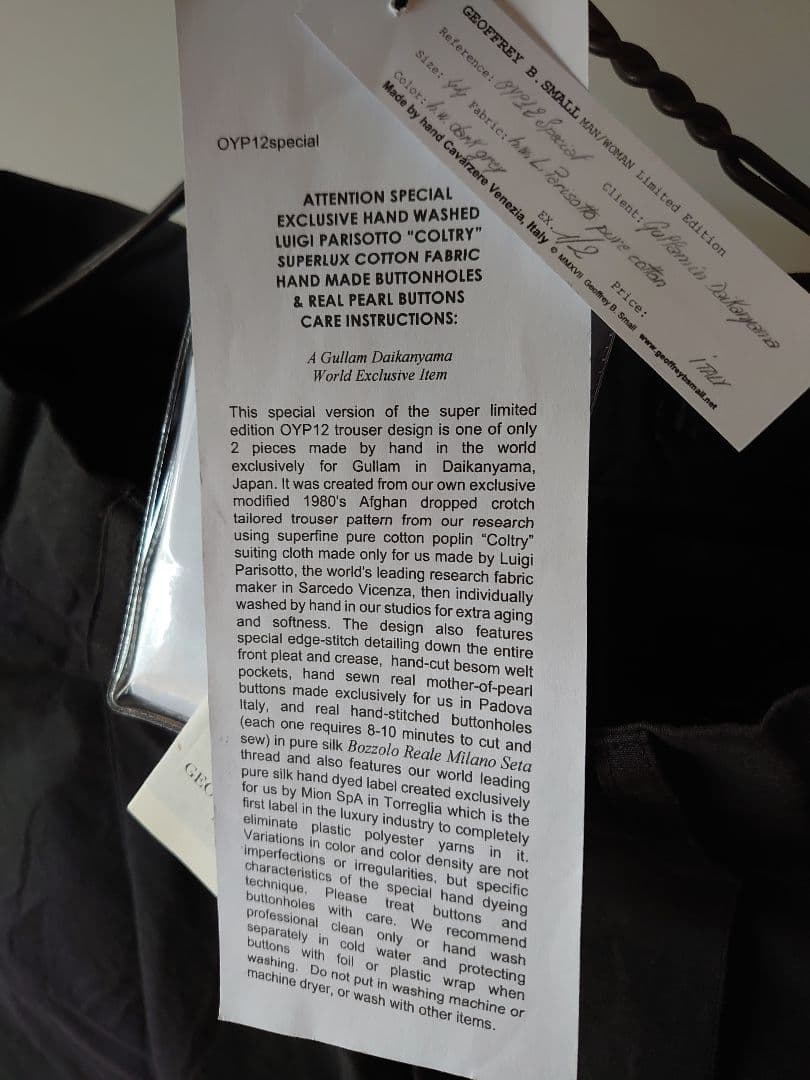 OYP12special
ATTENTION SPECIAL
EXCLUSIVE HAND WASHED
LUIGI PARISOTTO "COLTRY"
SUPERLUX COTTON FABRIC
HAND MADE BUTTONHOLES
& REAL PEARL BUTTONS
CARE INSTRUCTIONS:
A Gullam Daikanyama
World Exclusive Item
This special version of the super limited
edition OYP12 trouser design is one of only
2 pieces made by hand in the world
exclusively for Gullam in Daikanyama,
Japan. It was created from our own exclusive
modified 1980's Afghan dropped crotch
tailored trouser pattern from our research
using superfine pure cotton poplin "Coltry"
suiting cloth made only for us made by Luigi
Parisotto, the world's leading research fabric
maker in Sarcedo Vicenza, then individually
washed by hand in our studios for extra aging
and softness. The design also features
special edge-stitch detailing down the entire
front pleat and crease, hand-cut besom welt
pockets, hand sewn real mother-of-pearl
buttons made exclusively for us in Padova
Italy, and real hand-stitched buttonholes
(each one requires 8-10 minutes to cut and
sew) in pure silk Bozzolo Reale Milano Seta
thread and also features our world leading
pure silk hand dyed label created exclusively
for us by Mion SpA in Torreglia which is the
first label in the luxury industry to completely
eliminate plastic polyester yarns in it.
Variations in color and color density are not
imperfections or irregularities, but specific
characteristics of the special hand dyeing
technique. Please treat buttons and
buttonholes with care. We recommend
professional clean only or hand wash
separately in cold water and protecting
buttons with foil or plastic wrap when
washing. Do not put in washing machine or
machine dryer, or wash with other items.
GEOFFREY B. SMALL MAN/WOMAN Limited Edition
Reference: OYP12 Special Client: Gullam in Daikanyama
Size: 44 Fabric: h.w. L. Parisotto pure cotton ITALY
Color: h.w. dark grey EX. 1/2 Price:
Made by hand Cavarzere Venezia, Italy © MMXVII Geoffrey B. Small www.geoffreybsmall.net
GEO